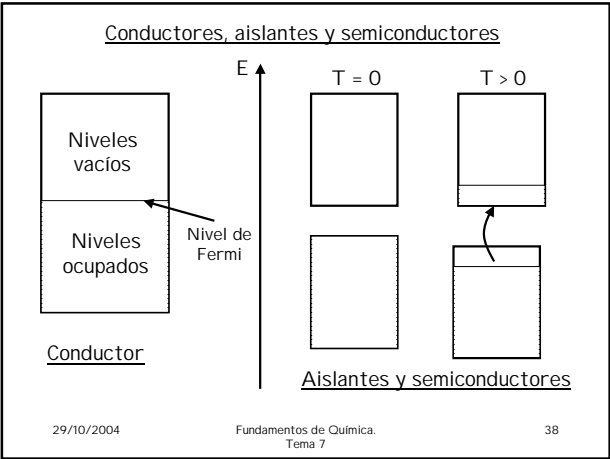 Conductores, aislantes y semiconductores
E
T = 0
T > 0
Niveles
vacíos
Niveles
ocupados
Nivel de
Fermi
Conductor
Aislantes y semiconductores
29/10/2004
Fundamentos de Química.
Tema 7
38